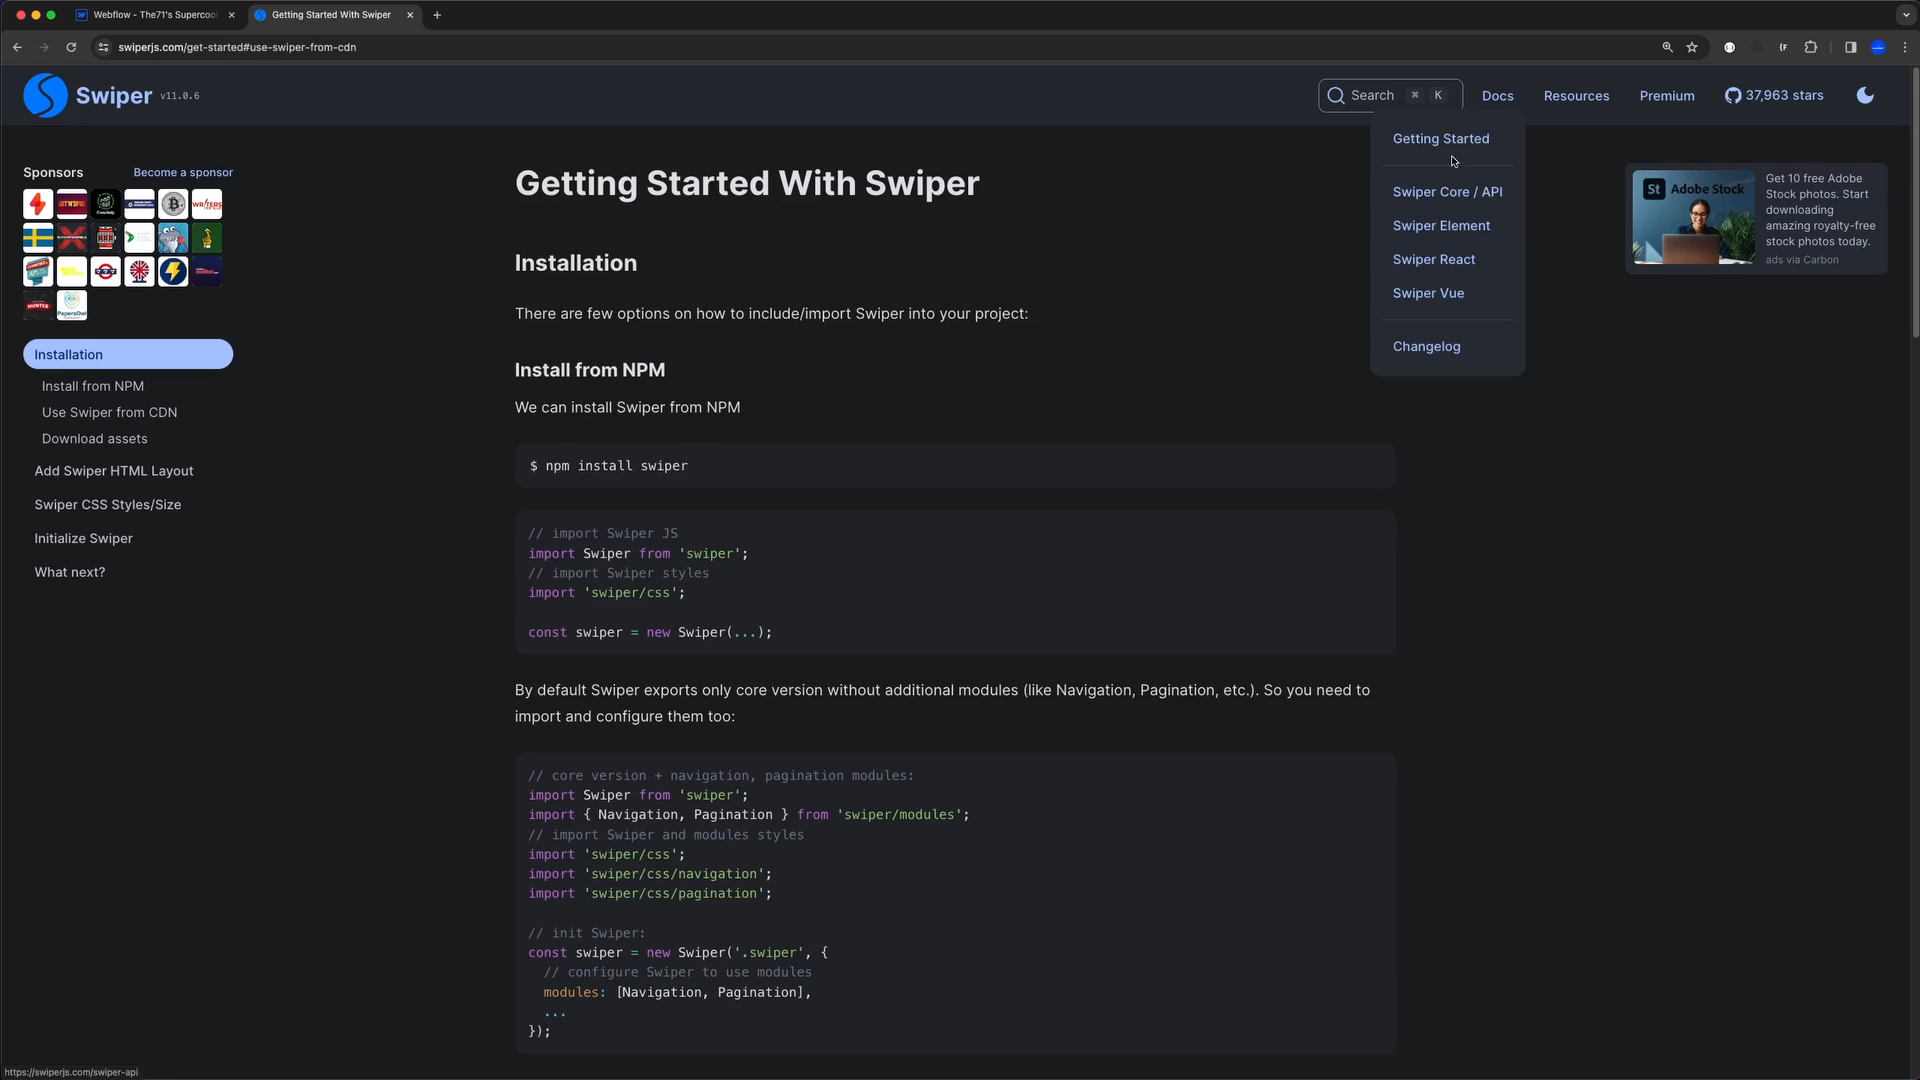 Webflow - The71's Supercool
Getting Started With Swiper
swiperjs.com/get-started#use-swiper-from-cdn
Swiper v11.0.6
Search ⌘ K
Docs
Resources
Premium
37,963 stars
Getting Started
Swiper Core / API
Swiper Element
Swiper React
Swiper Vue
Changelog
Sponsors
Become a sponsor
Installation
Install from NPM
Use Swiper from CDN
Download assets
Add Swiper HTML Layout
Swiper CSS Styles/Size
Initialize Swiper
What next?
Getting Started With Swiper
Installation
There are few options on how to include/import Swiper into your project:
Install from NPM
We can install Swiper from NPM
$ npm install swiper
// import Swiper JS
import Swiper from 'swiper';
// import Swiper styles
import 'swiper/css';
const swiper = new Swiper(...);
By default Swiper exports only core version without additional modules (like Navigation, Pagination, etc.). So you need to
import and configure them too:
// core version + navigation, pagination modules:
import Swiper from 'swiper';
import { Navigation, Pagination } from 'swiper/modules';
// import Swiper and modules styles
import 'swiper/css';
import 'swiper/css/navigation';
import 'swiper/css/pagination';
// init Swiper:
const swiper = new Swiper('.swiper', {
  // configure Swiper to use modules
  modules: [Navigation, Pagination],
  ...
});
St Adobe Stock
Get 10 free Adobe
Stock photos. Start
downloading
amazing royalty-free
stock photos today.
ads via Carbon
https://swiperjs.com/swiper-api